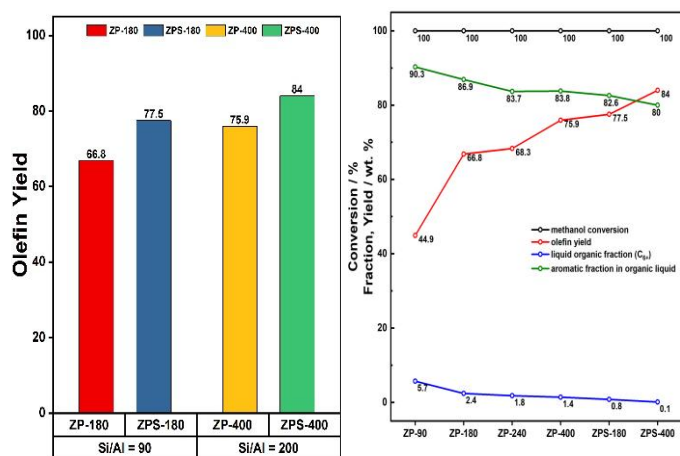 ZP-180 ZPS-180 ZP-400 ZPS-400
Olefin Yield
100
80
60
40
20
0
66.8
77.5
75.9
84
ZP-180 ZPS-180 ZP-400 ZPS-400
Si/Al = 90 Si/Al = 200
Conversion / %
Fraction, Yield / wt. %
100
80
60
40
20
0
100 100 100 100 100 100
90.3 86.9 83.7 83.8 82.6 80
44.9 66.8 68.3 75.9 77.5 84
methanol conversion
olefin yield
liquid organic fraction (C5+)
aromatic fraction in organic liquid
5.7 2.4 1.8 1.4 0.8 0.1
ZP-90 ZP-180 ZP-240 ZP-400 ZPS-180 ZPS-400